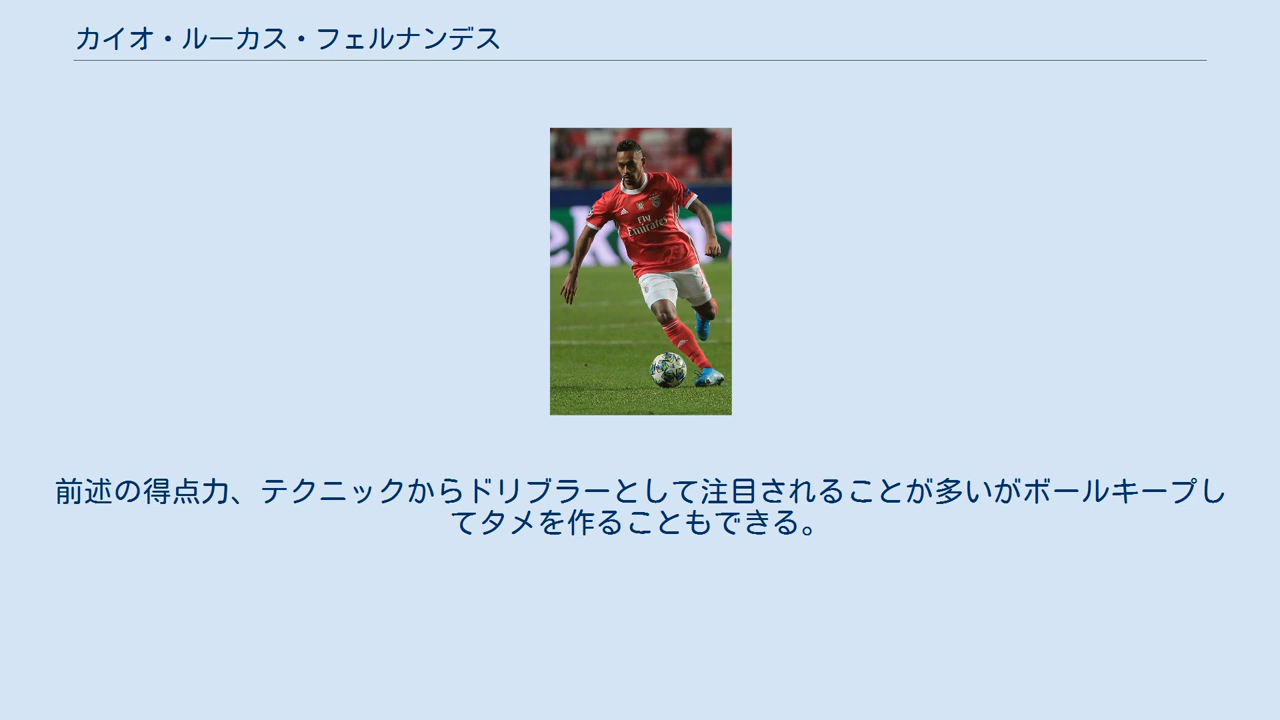 カイオ・ルーカス・フェルナンデス
Fly
Emirates
前述の得点力、テクニックからドリブラーとして注目されることが多いがボールキープし
てタメを作ることもできる。